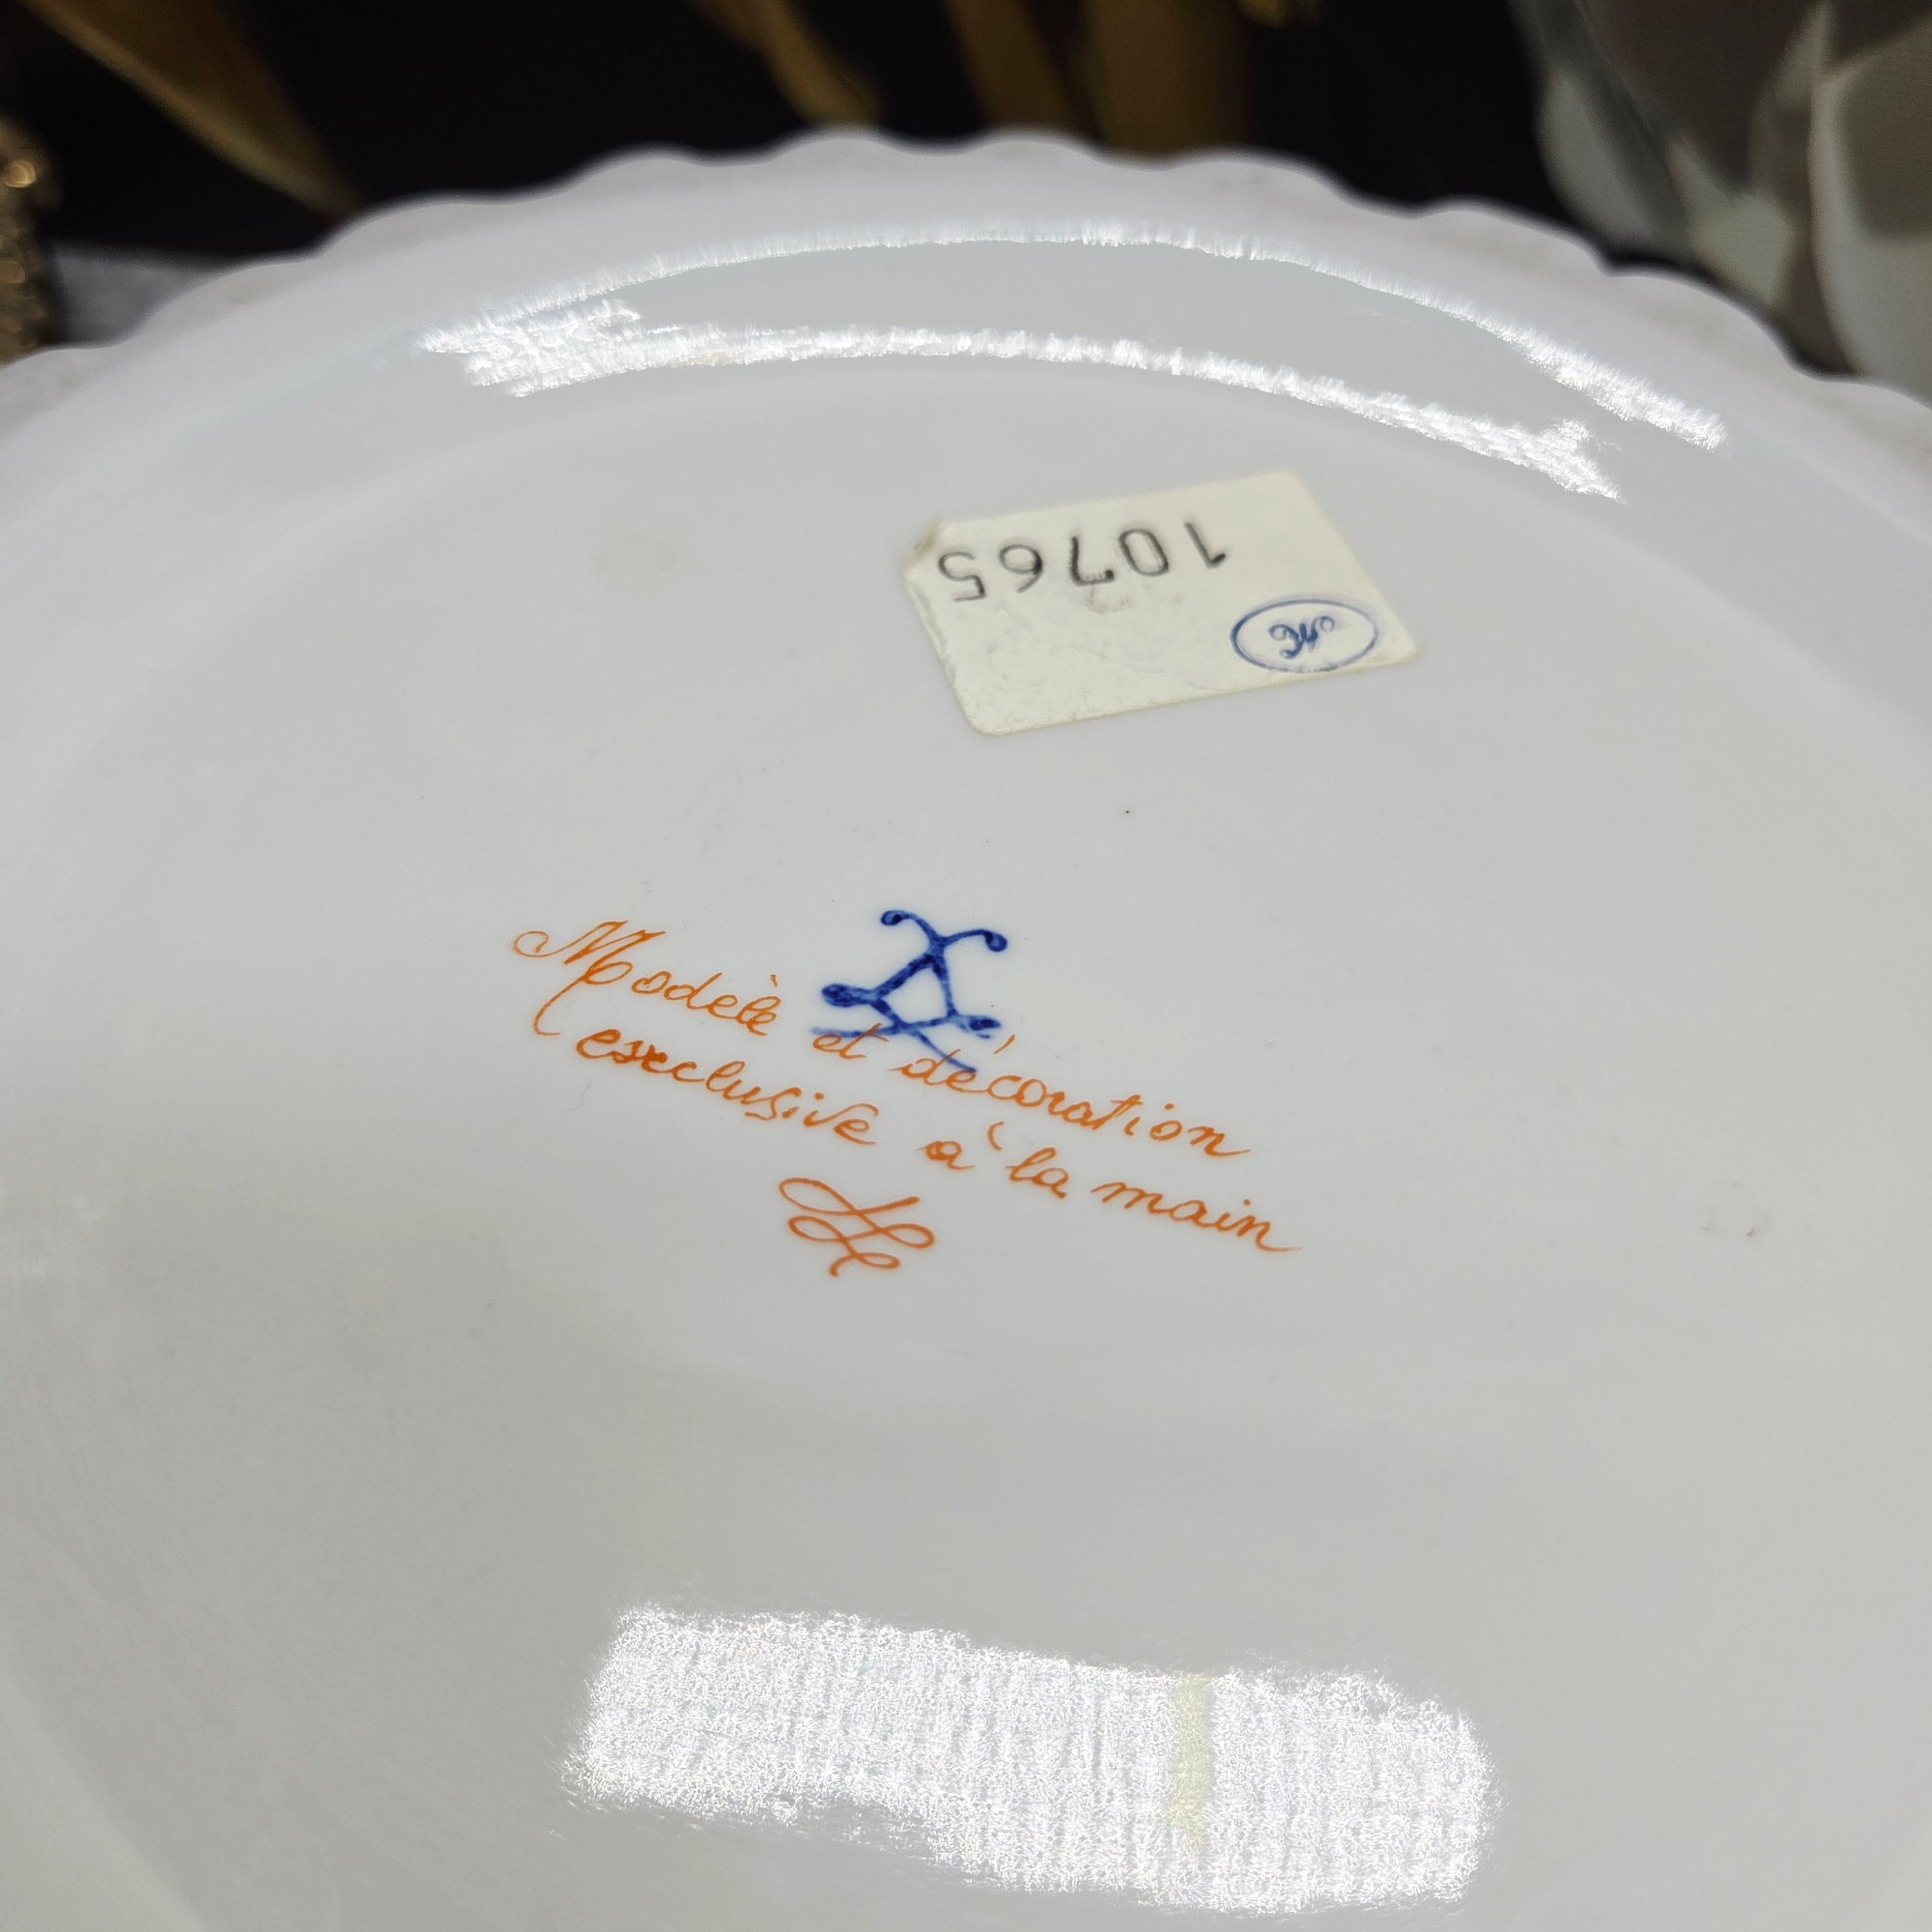 10765
Modèle et décoration
exclusive à la main